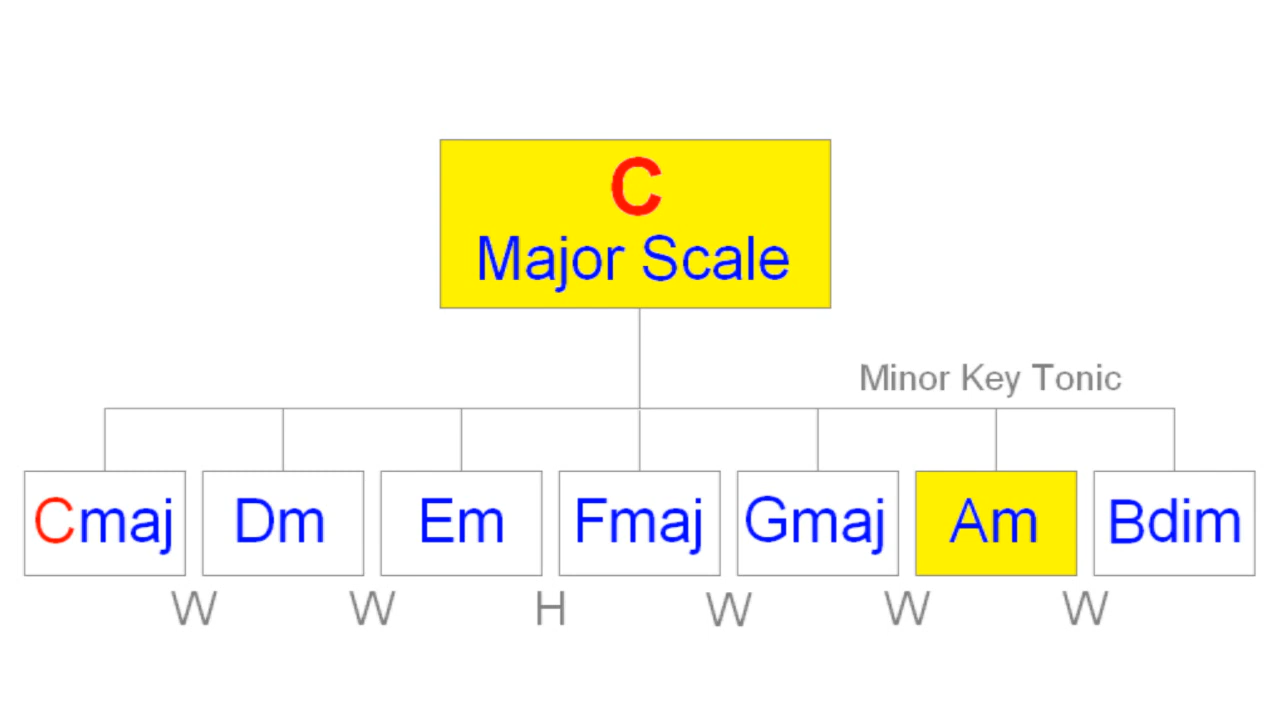 C
Major Scale
Minor Key Tonic
Cmaj Dm Em Fmaj Gmaj Am Bdim
W W H W W W